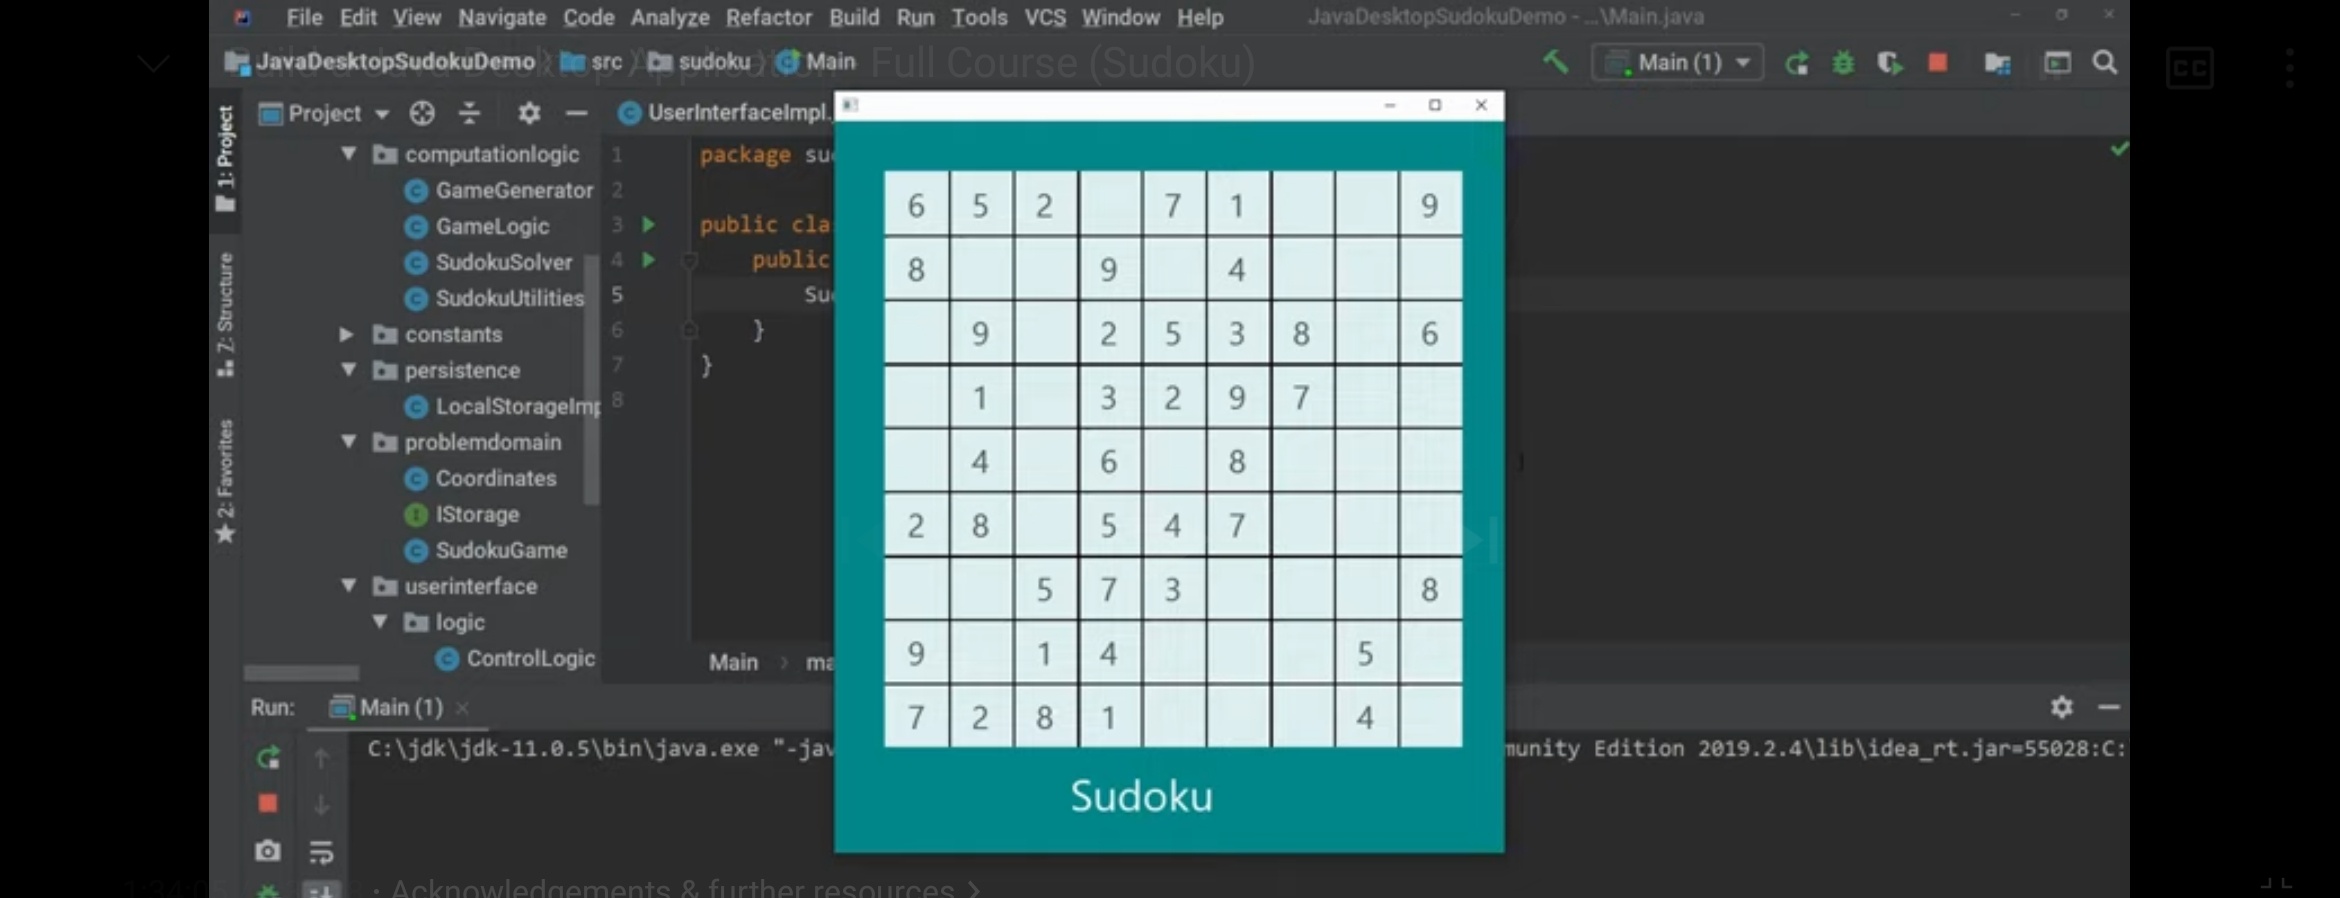 File Edit View Navigate Code Analyze Refactor Build Run Tools VCS Window Help JavaDesktopSudokuDemo - ...\Main.java
Build a Java Desktop Application - Full Course (Sudoku)
JavaDesktopSudokuDemo src sudoku Main Main (1)
CC
Project UserInterfaceImpl.
1: Project
7: Structure
2: Favorites
computationlogic
GameGenerator
GameLogic
SudokuSolver
SudokuUtilities
constants
persistence
LocalStorageImp
problemdomain
Coordinates
IStorage
SudokuGame
userinterface
logic
ControlLogic
1 package su
2
3 public cla
4 public
5 Su
6 }
7 }
8
Main ma
6 5 2 7 1 9
8 9 4
9 2 5 3 8 6
1 3 2 9 7
4 6 8
2 8 5 4 7
5 7 3 8
9 1 4 5
7 2 8 1 4
Sudoku
Run: Main (1)
C:\jdk\jdk-11.0.5\bin\java.exe "-jav munity Edition 2019.2.4\lib\idea_rt.jar=55028:C:
· Acknowledgements & further resources